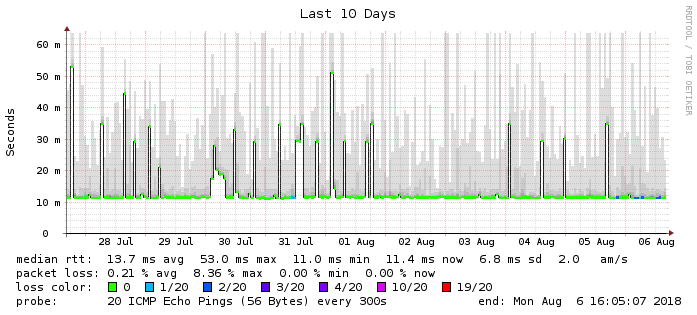 Last 10 Days
RRDTOOL / TOBI OETIKER
Seconds
60 m
50 m
40 m
30 m
20 m
10 m
0
28 Jul 29 Jul 30 Jul 31 Jul 01 Aug 02 Aug 03 Aug 04 Aug 05 Aug 06 Aug
median rtt: 13.7 ms avg 53.0 ms max 11.0 ms min 11.4 ms now 6.8 ms sd 2.0 am/s
packet loss: 0.21 % avg 8.36 % max 0.00 % min 0.00 % now
loss color: 0 1/20 2/20 3/20 4/20 10/20 19/20
probe: 20 ICMP Echo Pings (56 Bytes) every 300s end: Mon Aug 6 16:05:07 2018